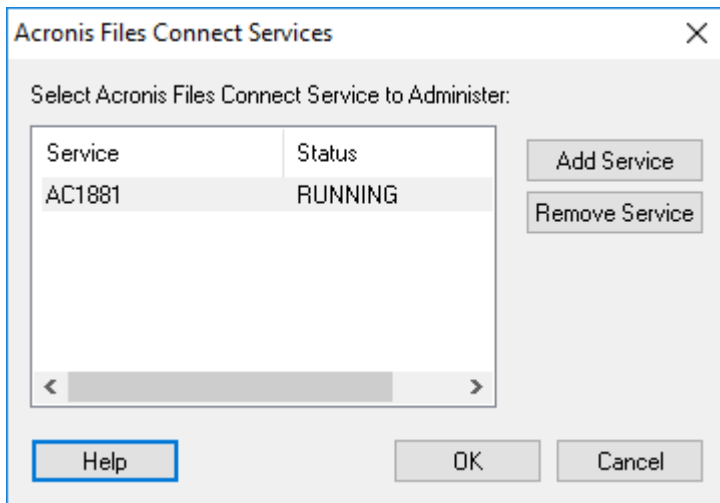 Acronis Files Connect Services
Select Acronis Files Connect Service to Administer:
Service Status
AC1881 RUNNING
Add Service
Remove Service
Help OK Cancel